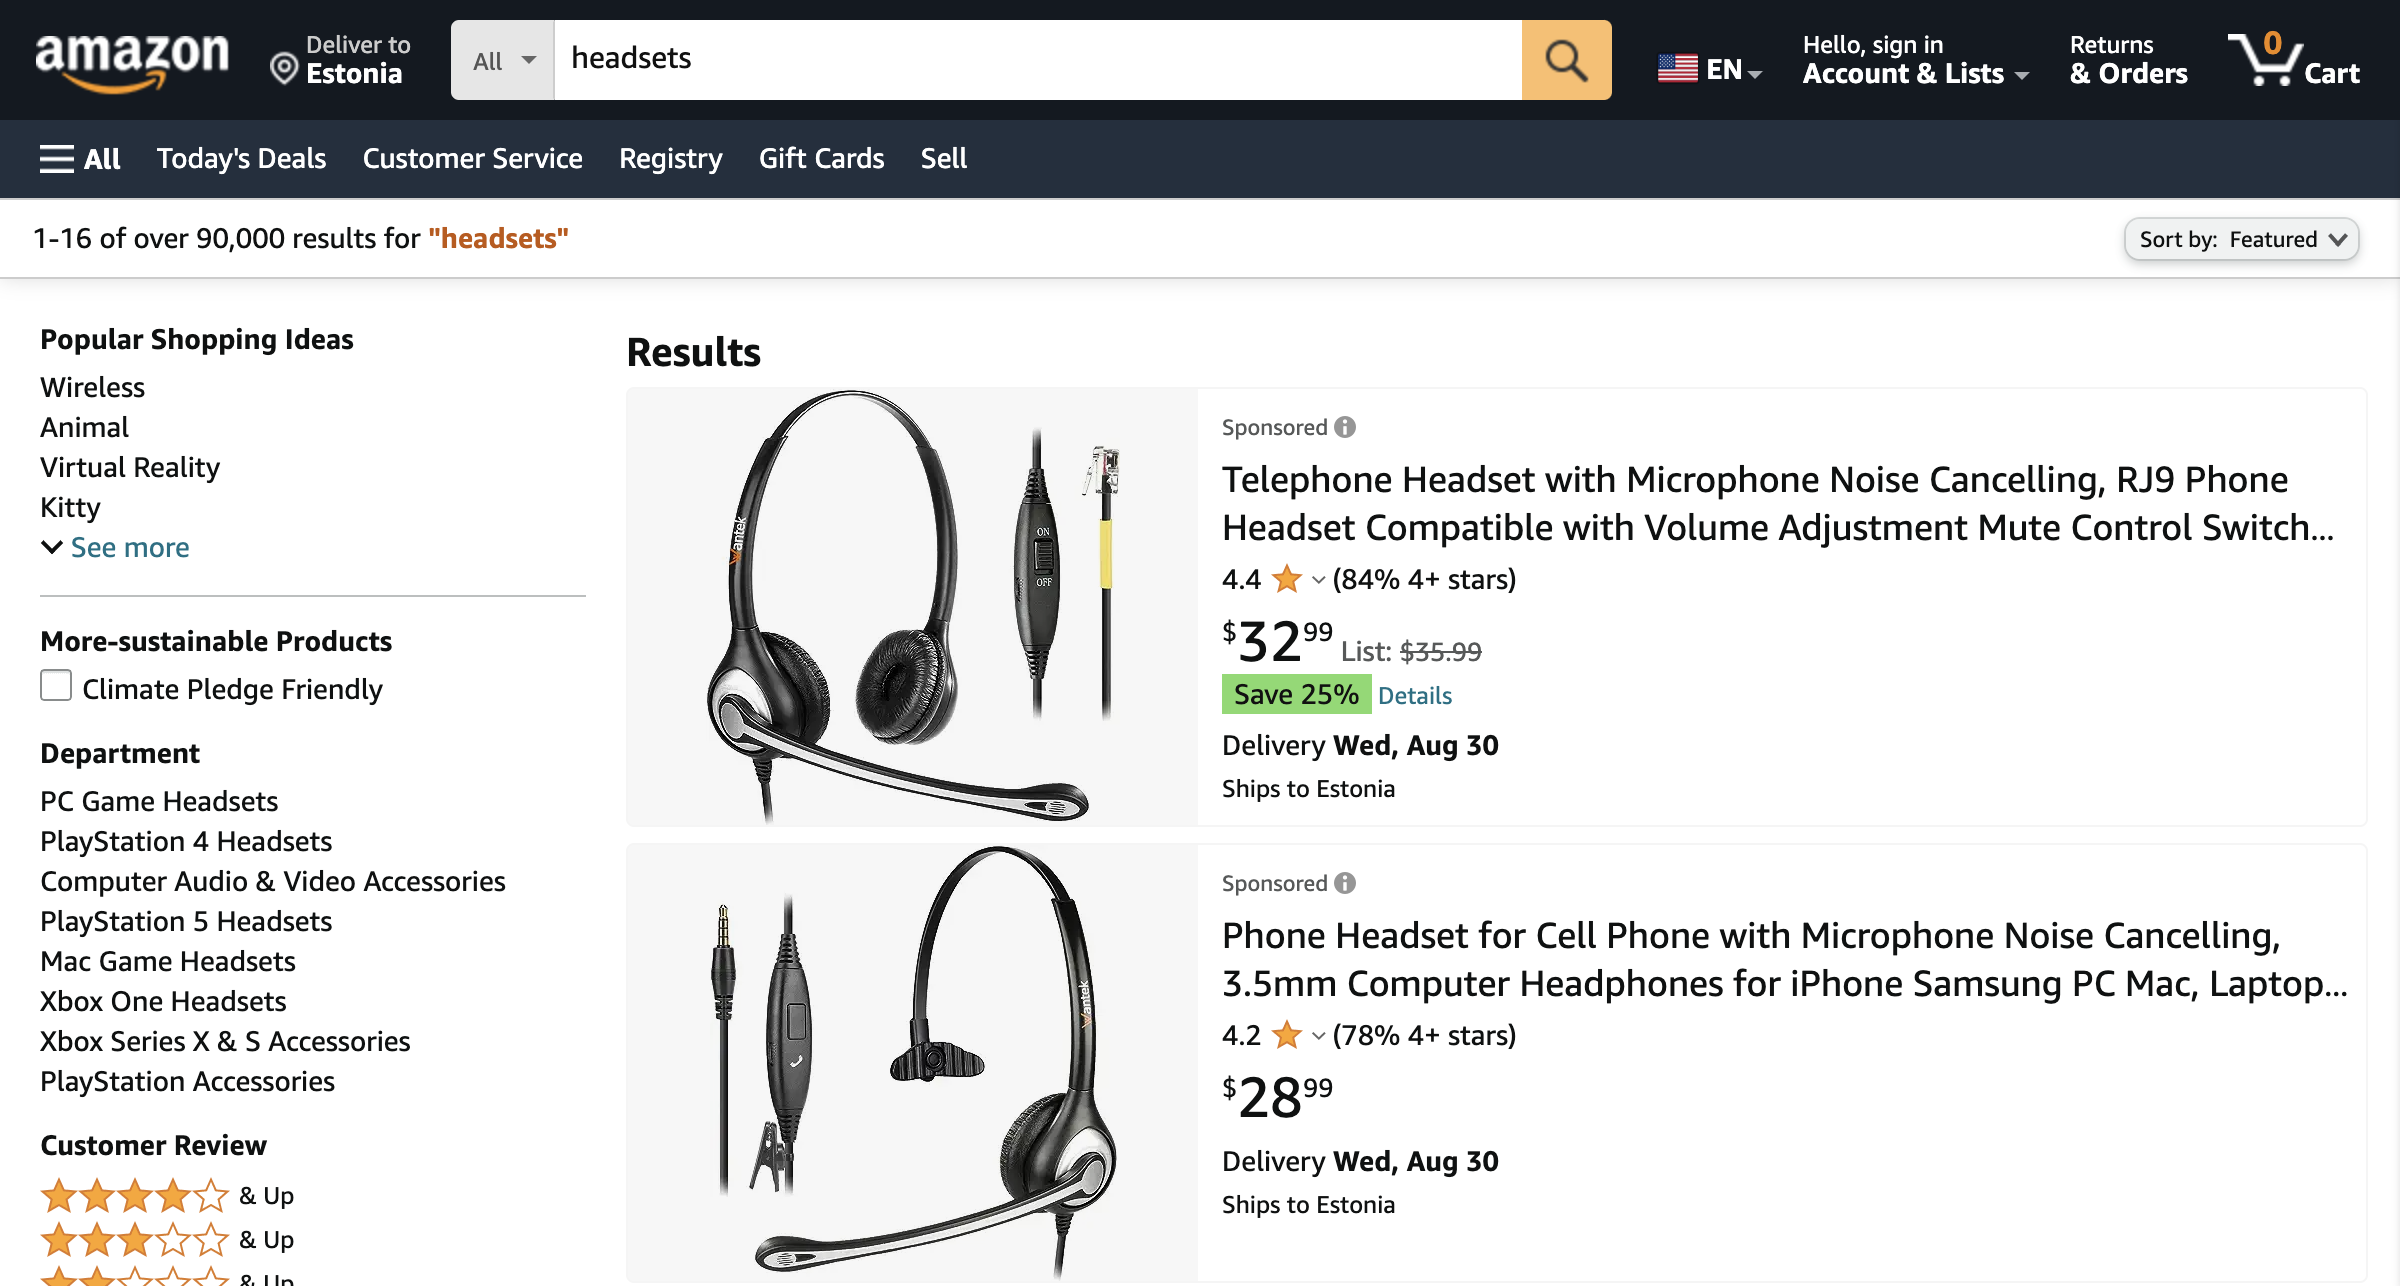 amazon
Deliver to
Estonia
All
headsets
EN
Hello, sign in
Account & Lists
Returns
& Orders
0
Cart
All
Today's Deals
Customer Service
Registry
Gift Cards
Sell
1-16 of over 90,000 results for "headsets"
Sort by: Featured
Popular Shopping Ideas
Wireless
Animal
Virtual Reality
Kitty
See more
More-sustainable Products
Climate Pledge Friendly
Department
PC Game Headsets
PlayStation 4 Headsets
Computer Audio & Video Accessories
PlayStation 5 Headsets
Mac Game Headsets
Xbox One Headsets
Xbox Series X & S Accessories
PlayStation Accessories
Customer Review
& Up
& Up
& Up
Results
Wantek
ON
OFF
Sponsored
Telephone Headset with Microphone Noise Cancelling, RJ9 Phone
Headset Compatible with Volume Adjustment Mute Control Switch...
4.4 (84% 4+ stars)
$32 99 List: $35.99
Save 25% Details
Delivery Wed, Aug 30
Ships to Estonia
Wantek
Sponsored
Phone Headset for Cell Phone with Microphone Noise Cancelling,
3.5mm Computer Headphones for iPhone Samsung PC Mac, Laptop...
4.2 (78% 4+ stars)
$28 99
Delivery Wed, Aug 30
Ships to Estonia